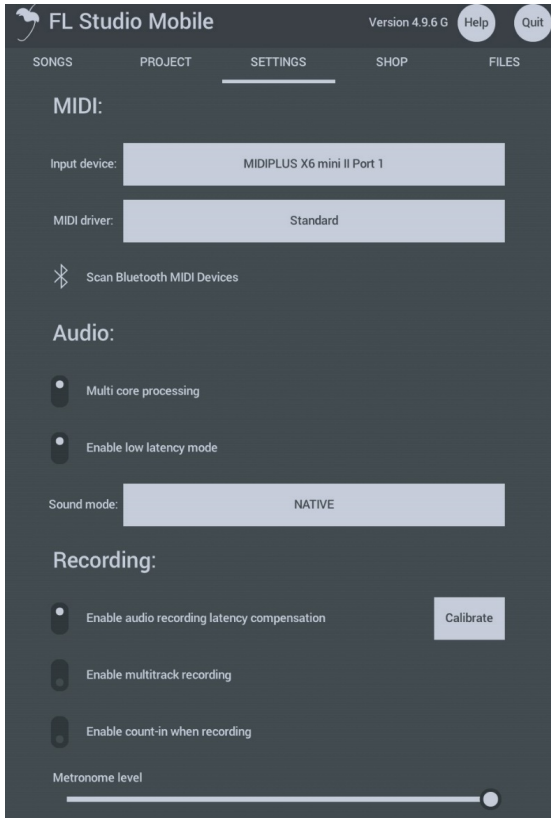 FL Studio Mobile Version 4.9.6 G Help Quit
SONGS PROJECT SETTINGS SHOP FILES
MIDI:
Input device: MIDIPLUS X6 mini II Port 1
MIDI driver: Standard
Scan Bluetooth MIDI Devices
Audio:
Multi core processing
Enable low latency mode
Sound mode: NATIVE
Recording:
Enable audio recording latency compensation Calibrate
Enable multitrack recording
Enable count-in when recording
Metronome level